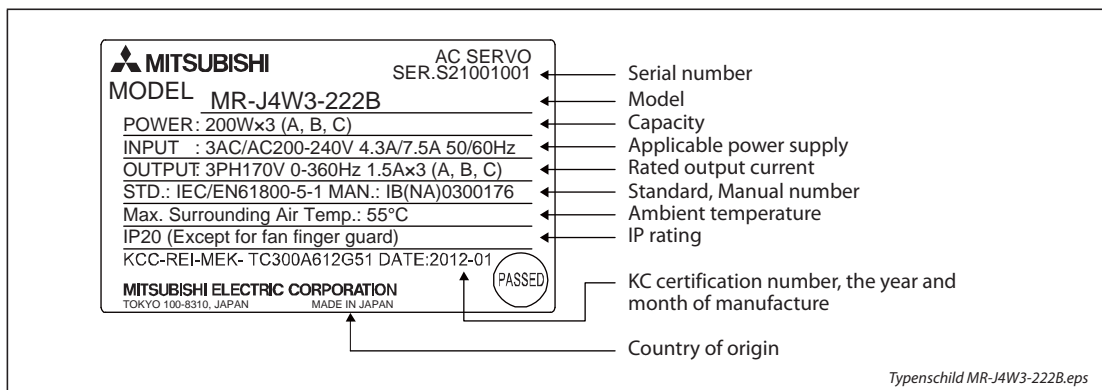 MITSUBISHI
AC SERVO
SER.S21001001
MODEL MR-J4W3-222B
POWER: 200W×3 (A, B, C)
INPUT : 3AC/AC200-240V 4.3A/7.5A 50/60Hz
OUTPUT: 3PH170V 0-360Hz 1.5A×3 (A, B, C)
STD.: IEC/EN61800-5-1 MAN.: IB(NA)0300176
Max. Surrounding Air Temp.: 55°C
IP20 (Except for fan finger guard)
KCC-REI-MEK- TC300A612G51 DATE:2012-01
PASSED
MITSUBISHI ELECTRIC CORPORATION
TOKYO 100-8310, JAPAN MADE IN JAPAN
Serial number
Model
Capacity
Applicable power supply
Rated output current
Standard, Manual number
Ambient temperature
IP rating
KC certification number, the year and
month of manufacture
Country of origin
Typenschild MR-J4W3-222B.eps